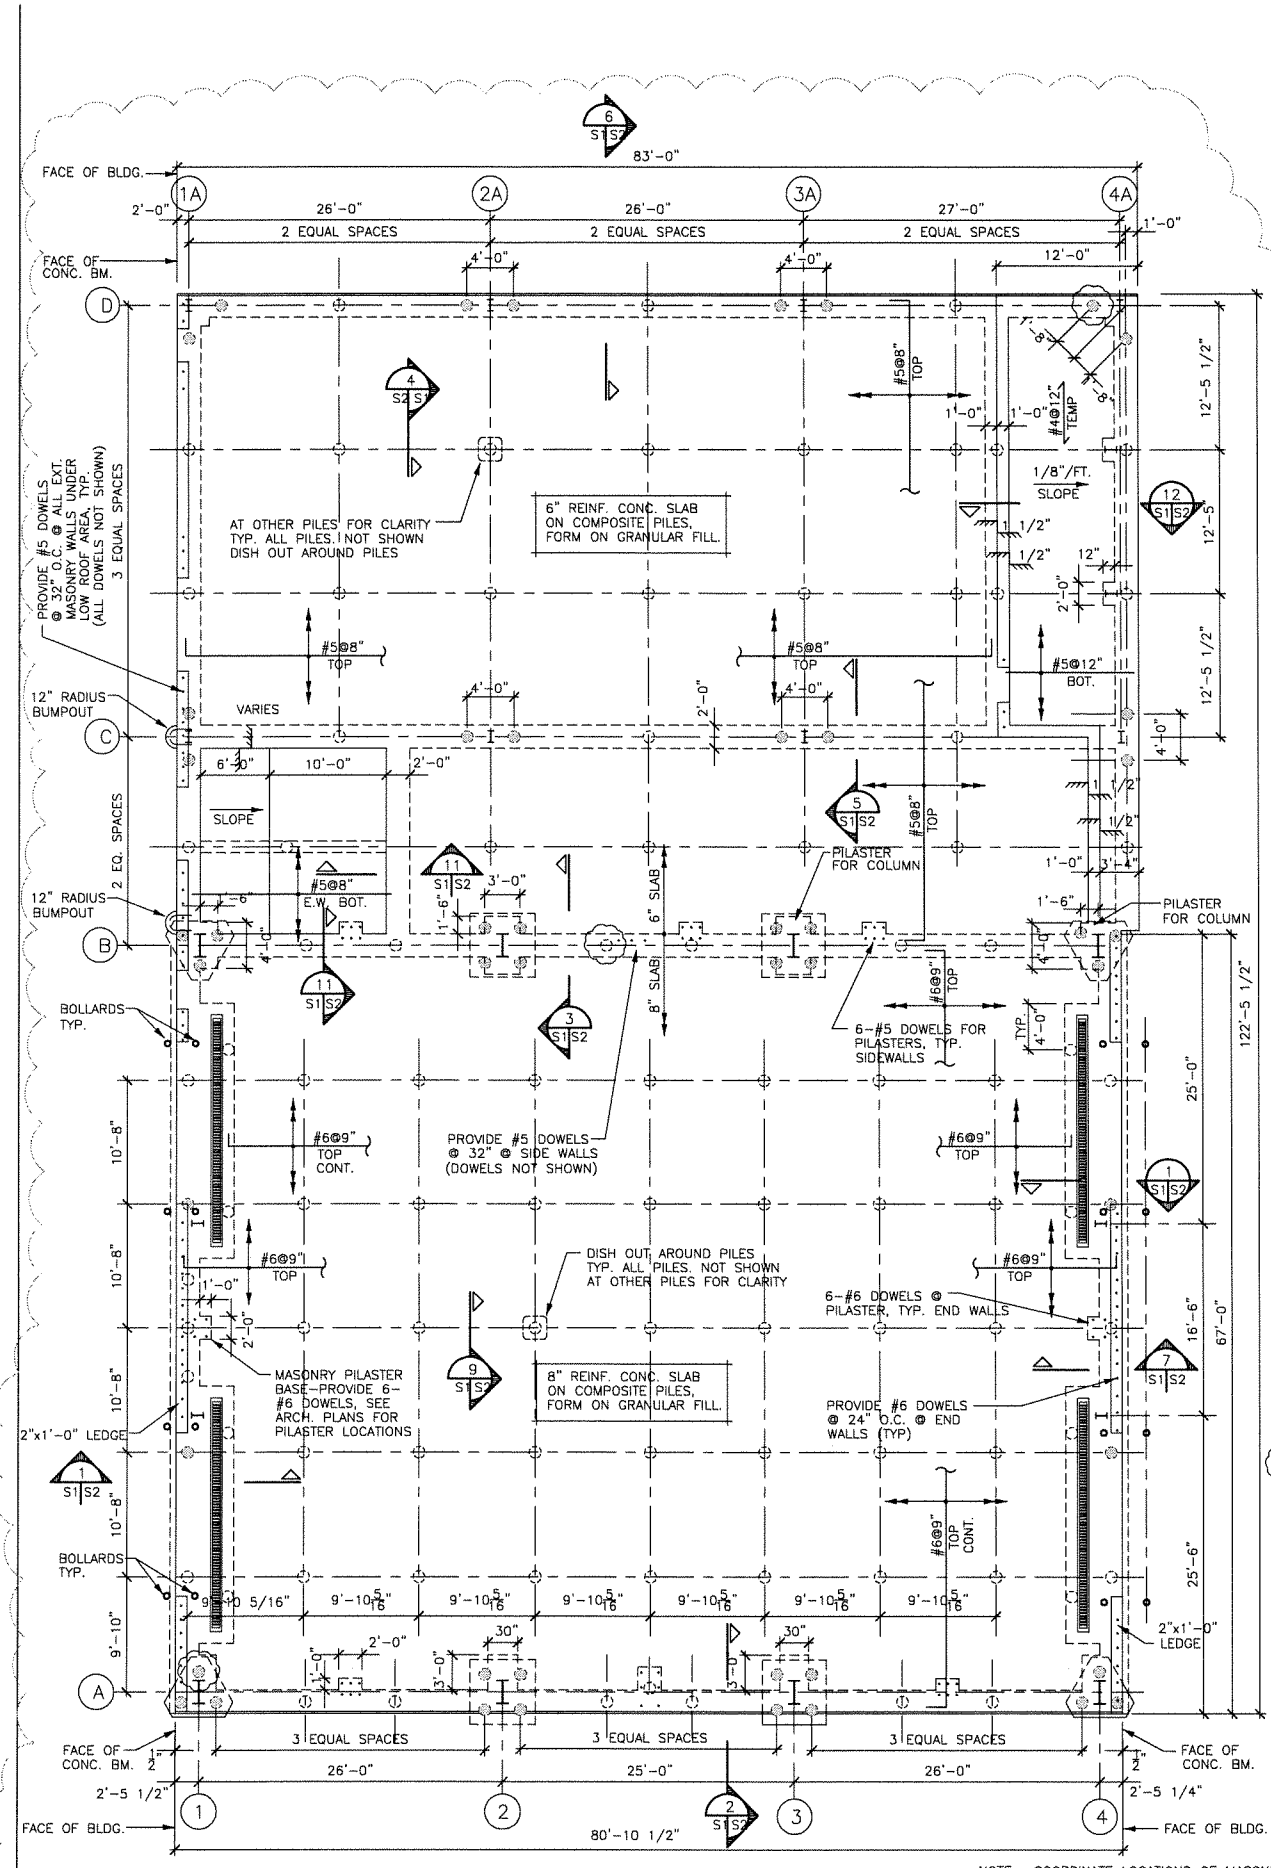 6
S1 S2
83'-0"
FACE OF BLDG.
1A
2A
3A
4A
2'-0"
26'-0"
26'-0"
27'-0"
2 EQUAL SPACES
2 EQUAL SPACES
2 EQUAL SPACES
1'-0"
FACE OF
CONC. BM.
4'-0"
4'-0"
12'-0"
D
4
S2 S1
#5@8"
TOP
1'-0"
1'-0"
#4@12"
TEMP
12'-5 1/2"
PROVIDE #5 DOWELS
@ 32" O.C. @ ALL EXT.
MASONRY WALLS UNDER
LOW ROOF AREA, TYP.
(ALL DOWELS NOT SHOWN)
3 EQUAL SPACES
AT OTHER PILES FOR CLARITY
TYP. ALL PILES. NOT SHOWN
DISH OUT AROUND PILES
6" REINF. CONC. SLAB
ON COMPOSITE PILES,
FORM ON GRANULAR FILL.
1/8"/FT.
SLOPE
12
S1 S2
1 1/2"
1/2"
12"
12'-5"
2'-0"
#5@8"
TOP
#5@8"
TOP
#5@12"
BOT.
12'-5 1/2"
12" RADIUS
BUMPOUT
VARIES
4'-0"
4'-0"
2'-0"
C
4'-0"
6'-0"
10'-0"
2'-0"
SLOPE
2 EQ. SPACES
5
S1 S2
#5@8"
TOP
1 1/2"
1/2"
11
S1 S2
6" SLAB
PILASTER
FOR COLUMN
1'-0"
3'-4"
#5@8"
E.W. BOT.
3'-0"
1'-6"
12" RADIUS
BUMPOUT
1'-6"
PILASTER
FOR COLUMN
B
4'-0"
4'-0"
11
S1 S2
8" SLAB
#6@9"
TOP
BOLLARDS
TYP.
3
S1 S2
6-#5 DOWELS FOR
PILASTERS, TYP.
SIDEWALLS
TYP.
4'-0"
122'-5 1/2"
25'-0"
10'-8"
#6@9"
TOP
CONT.
PROVIDE #5 DOWELS
@ 32" @ SIDE WALLS
(DOWELS NOT SHOWN)
#6@9"
TOP
1
S1 S2
10'-8"
#6@9"
TOP
DISH OUT AROUND PILES
TYP. ALL PILES. NOT SHOWN
AT OTHER PILES FOR CLARITY
#6@9"
TOP
1'-0"
2'-0"
6-#6 DOWELS @
PILASTER, TYP. END WALLS
16'-6"
67'-0"
MASONRY PILASTER
BASE-PROVIDE 6-
#6 DOWELS, SEE
ARCH. PLANS FOR
PILASTER LOCATIONS
9
S1 S2
8" REINF. CONC. SLAB
ON COMPOSITE PILES,
FORM ON GRANULAR FILL.
7
S1 S2
10'-8"
PROVIDE #6 DOWELS
@ 24" O.C. @ END
WALLS (TYP)
2"x1'-0" LEDGE
1
S1 S2
10'-8"
#6@9"
TOP
CONT.
BOLLARDS
TYP.
25'-6"
9'-10 5/16"
9'-10 5/16"
9'-10 5/16"
9'-10 5/16"
9'-10 5/16"
9'-10 5/16"
9'-10 5/16"
9'-10"
2'-0"
1'-0"
30"
3'-0"
30"
3'-0"
2"x1'-0"
LEDGE
A
3 EQUAL SPACES
3 EQUAL SPACES
3 EQUAL SPACES
FACE OF
CONC. BM.
1/2"
1/2"
FACE OF
CONC. BM.
2'-5 1/2"
26'-0"
25'-0"
26'-0"
2'-5 1/4"
1
2
3
4
2
S1 S2
FACE OF BLDG.
80'-10 1/2"
FACE OF BLDG.